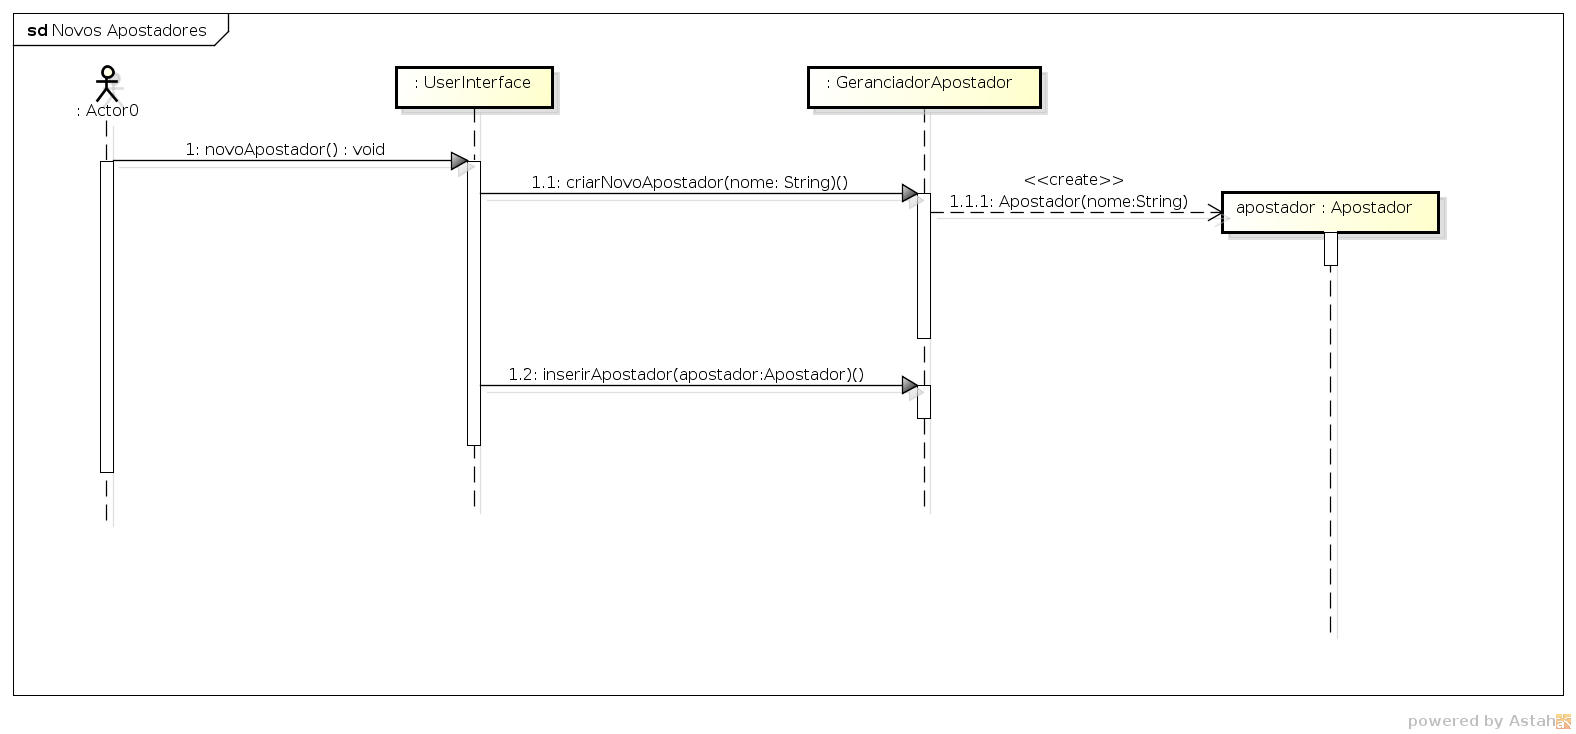 sd Novos Apostadores
: Actor0
: UserInterface
: GeranciadorApostador
1: novoApostador() : void
1.1: criarNovoApostador(nome: String)()
<<create>>
1.1.1: Apostador(nome:String)
apostador : Apostador
1.2: inserirApostador(apostador:Apostador)()
powered by Astah